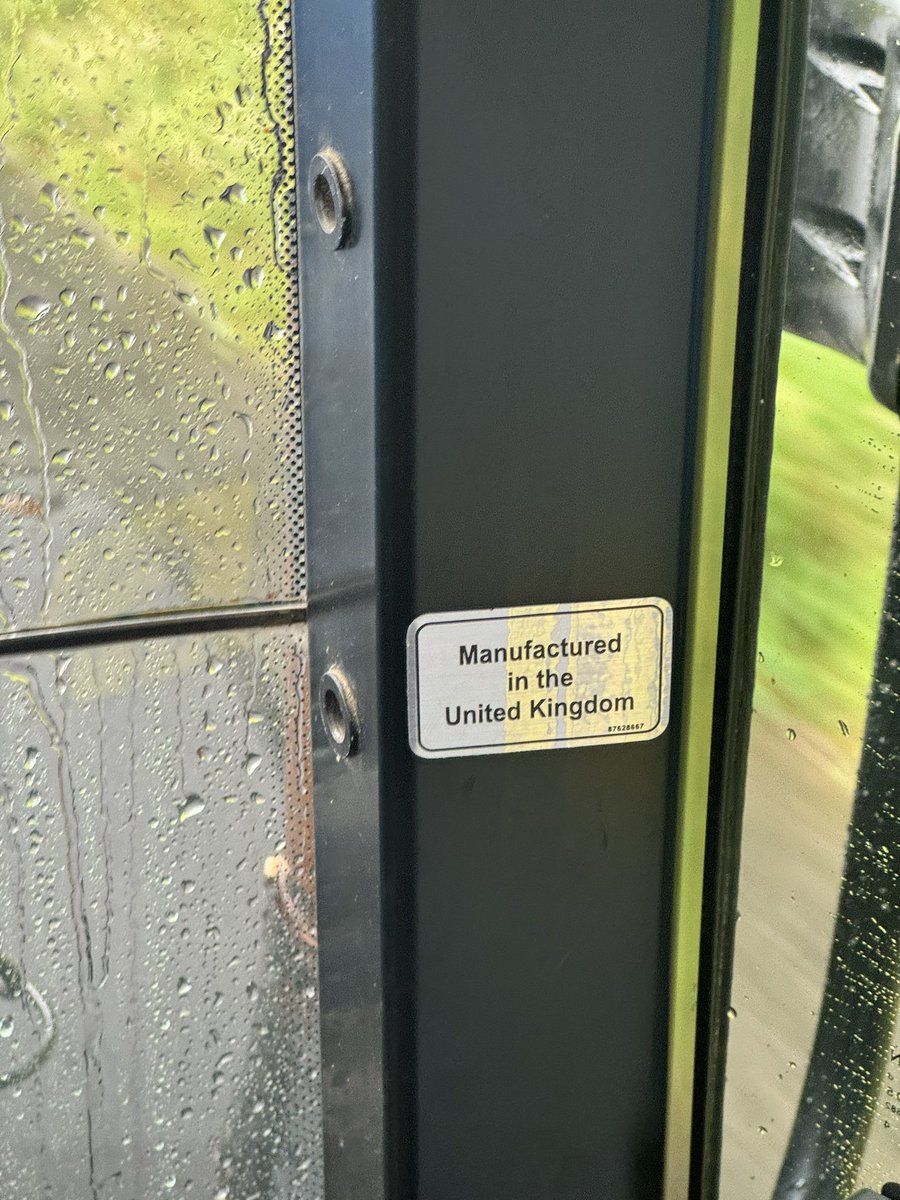 Manufactured
in the
United Kingdom
87628667